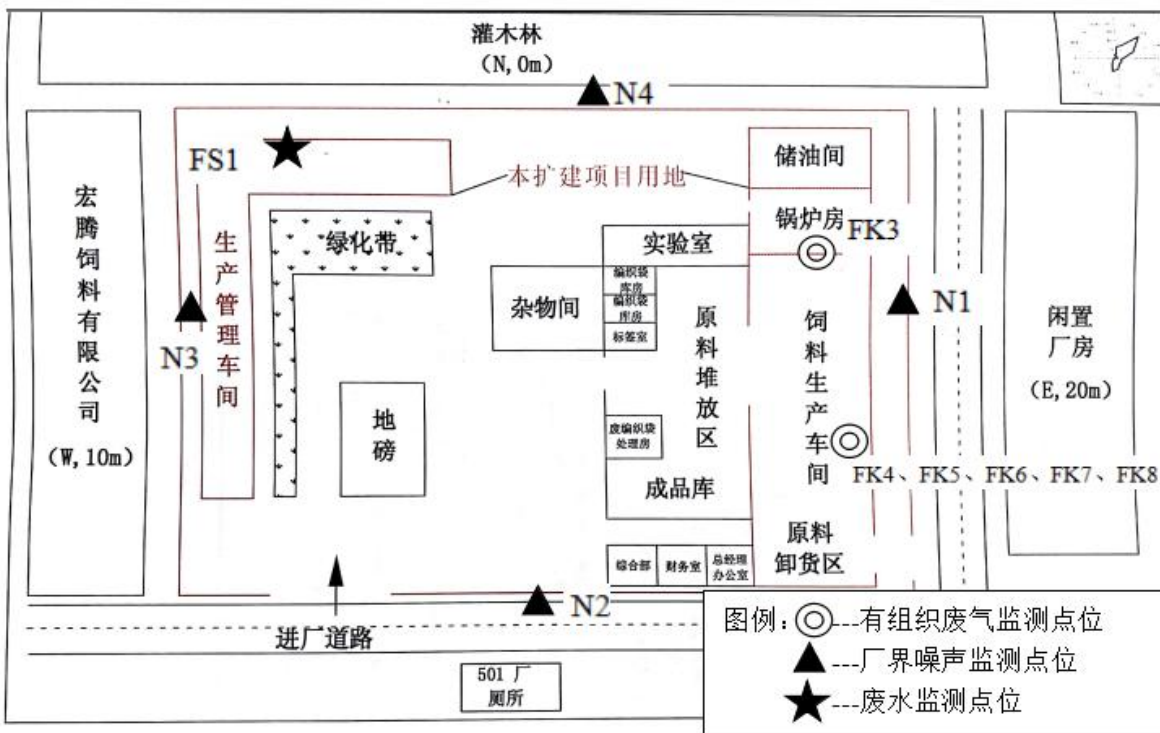 灌木林
(N,0m)
N4
FS1
储油间
本扩建项目用地
宏腾饲料有限公司
(W,10m)
生产管理车间
绿化带
锅炉房
FK3
实验室
杂物间
编织袋
库房
编织袋
库房
标签室
原料堆放区
饲料生产车间
N1
闲置
厂房
(E,20m)
N3
地磅
废编织袋
处理房
成品库
FK4、FK5、FK6、FK7、FK8
原料
卸货区
综合部
财务室
总经理
办公室
N2
进厂道路
501 厂
厕所
图例：
---有组织废气监测点位
---厂界噪声监测点位
---废水监测点位